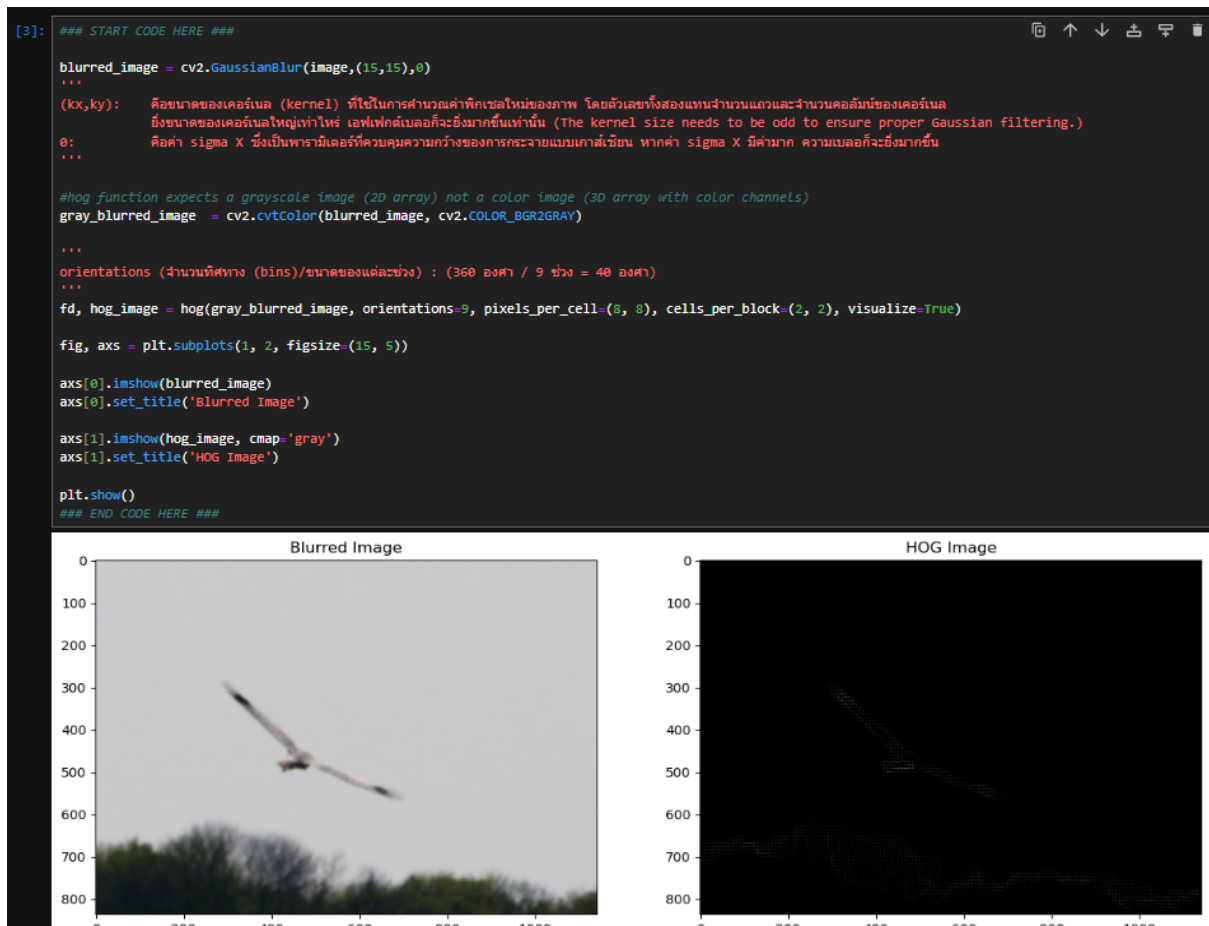 [3]: ### START CODE HERE ###
blurred_image = cv2.GaussianBlur(image,(15,15),0)
'''
(kx,ky): คือขนาดของเคอร์เนล (kernel) ที่ใช้ในการคำนวณค่าพิกเซลใหม่ของภาพ โดยตัวเลขทั้งสองแทนจำนวนแถวและจำนวนคอลัมน์ของเคอร์เนล
ยิ่งขนาดของเคอร์เนลใหญ่เท่าไหร่ เอฟเฟกต์เบลอก็จะยิ่งมากขึ้นเท่านั้น (The kernel size needs to be odd to ensure proper Gaussian filtering.)
0: คือค่า sigma X ซึ่งเป็นพารามิเตอร์ที่ควบคุมความกว้างของการกระจายแบบเกาส์เซียน หากค่า sigma X มีค่ามาก ความเบลอก็จะยิ่งมากขึ้น
'''
#hog function expects a grayscale image (2D array) not a color image (3D array with color channels)
gray_blurred_image = cv2.cvtColor(blurred_image, cv2.COLOR_BGR2GRAY)
'''
orientations (จำนวนทิศทาง (bins)/ขนาดของแต่ละช่วง) : (360 องศา / 9 ช่วง = 40 องศา)
'''
fd, hog_image = hog(gray_blurred_image, orientations=9, pixels_per_cell=(8, 8), cells_per_block=(2, 2), visualize=True)
fig, axs = plt.subplots(1, 2, figsize=(15, 5))
axs[0].imshow(blurred_image)
axs[0].set_title('Blurred Image')
axs[1].imshow(hog_image, cmap='gray')
axs[1].set_title('HOG Image')
plt.show()
### END CODE HERE ###
Blurred Image
0
100
200
300
400
500
600
700
800
0 200 400 600 800 1000
HOG Image
0
100
200
300
400
500
600
700
800
0 200 400 600 800 1000